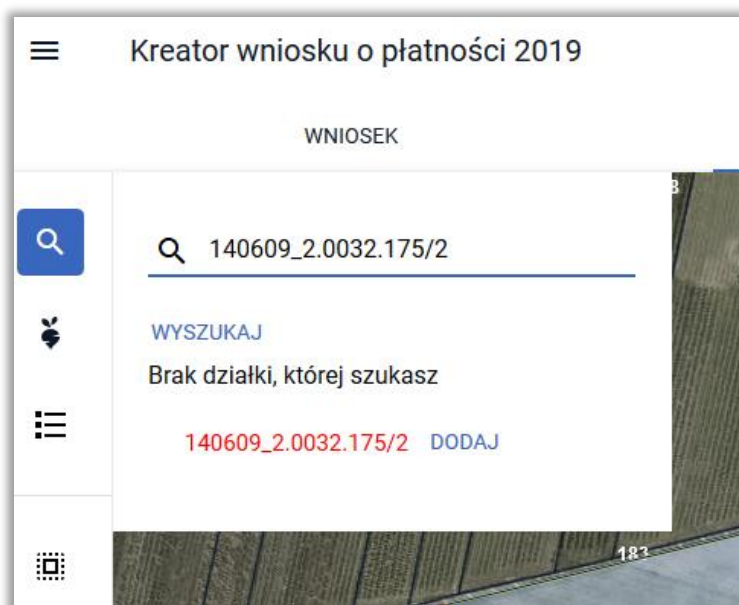 Kreator wniosku o płatności 2019
WNIOSEK
140609_2.0032.175/2
WYSZUKAJ
Brak działki, której szukasz
140609_2.0032.175/2 DODAJ
183